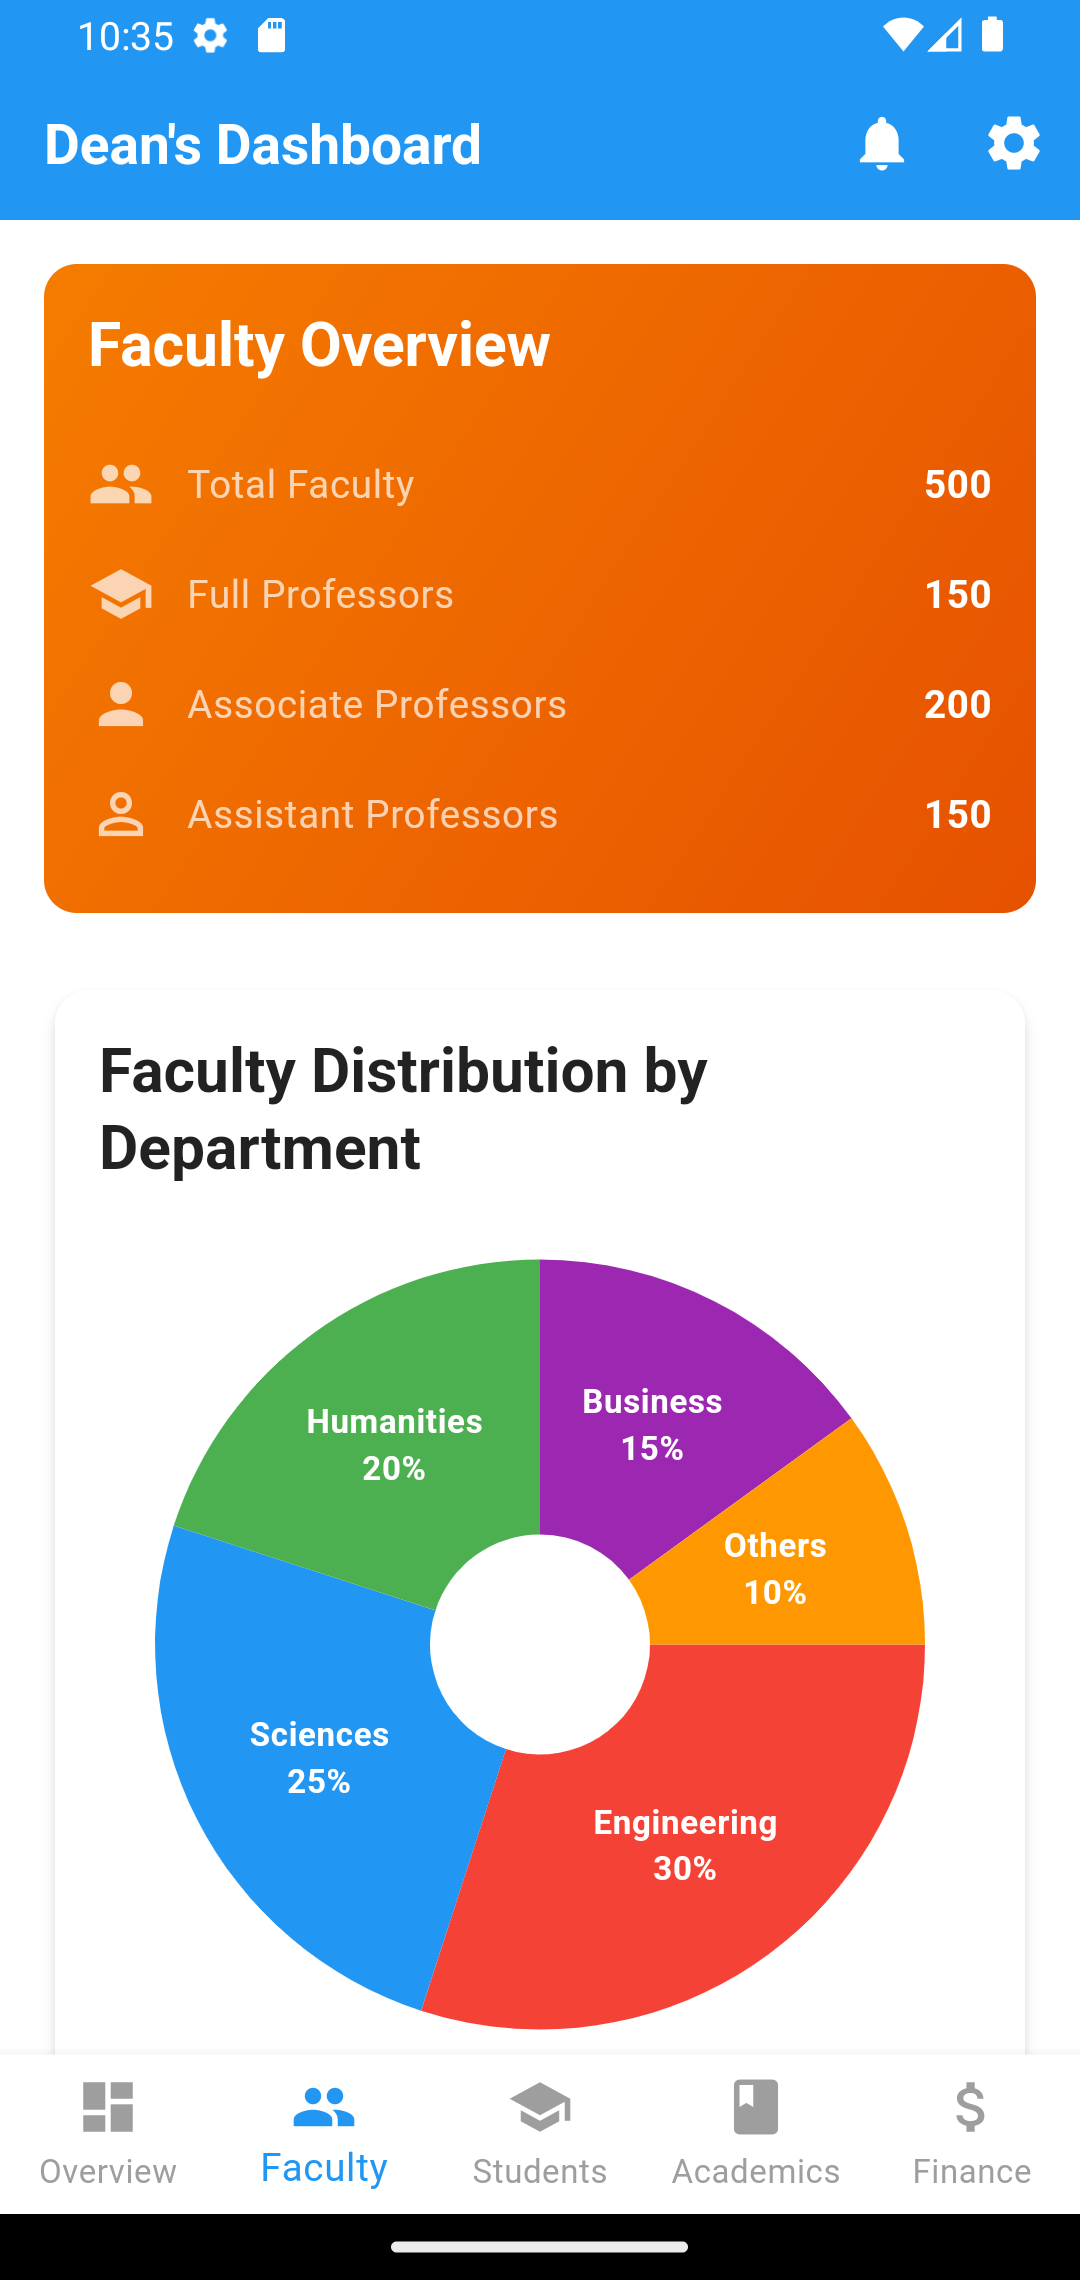 10:35
Dean's Dashboard
Faculty Overview
Total Faculty 500
Full Professors 150
Associate Professors 200
Assistant Professors 150
Faculty Distribution by
Department
Humanities
20%
Business
15%
Others
10%
Sciences
25%
Engineering
30%
Overview Faculty Students Academics Finance